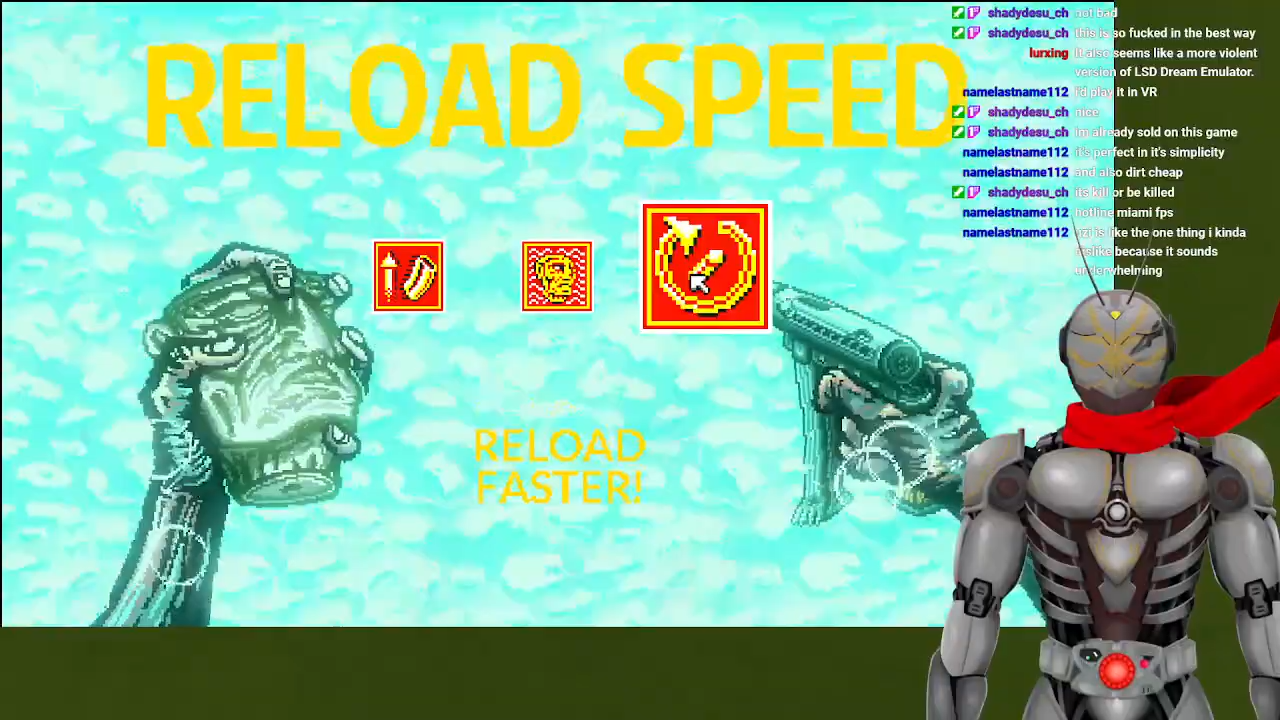 RELOAD SPEED
RELOAD
FASTER!
shadydesu_ch not bad
shadydesu_ch this is so fucked in the best way
lurxing It also seems like a more violent
version of LSD Dream Emulator.
namelastname112 i'd play it in VR
shadydesu_ch nice
shadydesu_ch im already sold on this game
namelastname112 it's perfect in it's simplicity
namelastname112 and also dirt cheap
shadydesu_ch its kill or be killed
namelastname112 hotline miami fps
namelastname112 is like the one thing i kinda
dislike because it sounds
underwhelming